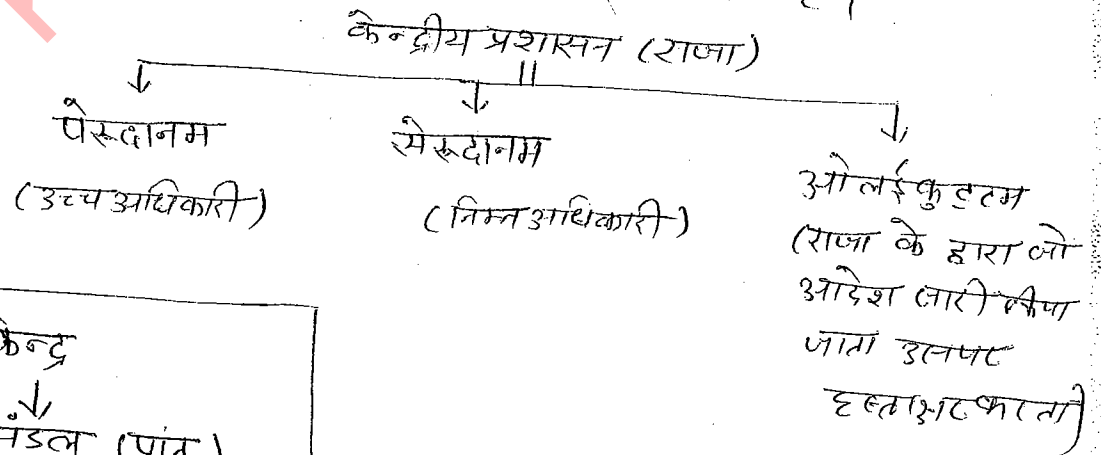 केन्द्रीय प्रशासन (राजा)
पेरूदानम
(उच्च अधिकारी)
सेरूदानम
(निम्न अधिकारी)
ओलईकुट्टम
(राजा के द्वारा जो
आदेश जारी किया
जाता उसपर
हस्ताक्षर करता)
केन्द्र
मंडल (प्रांत)